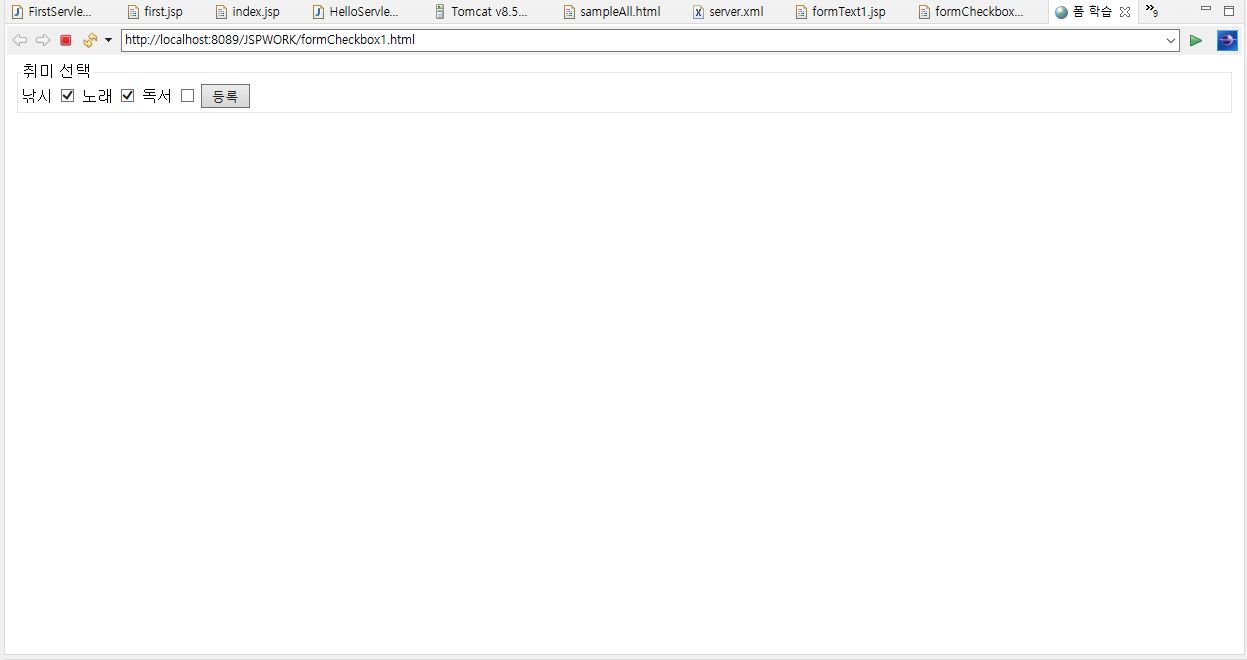 FirstServle... first.jsp index.jsp HelloServle... Tomcat v8.5... sampleAll.html server.xml formText1.jsp formCheckbox... 폼 학습 9
http://localhost:8089/JSPWORK/formCheckbox1.html
취미 선택
낚시 노래 독서 등록